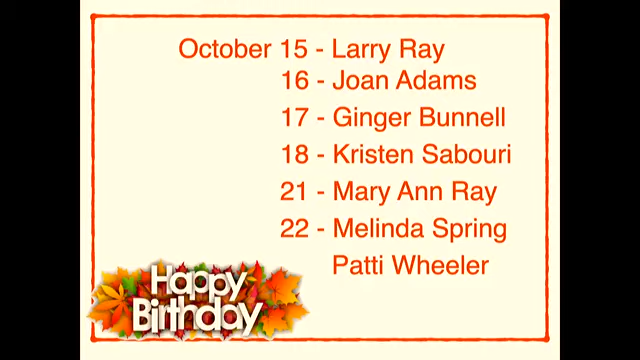 October 15 - Larry Ray
16 - Joan Adams
17 - Ginger Bunnell
18 - Kristen Sabouri
21 - Mary Ann Ray
22 - Melinda Spring
Patti Wheeler
Happy
Birthday